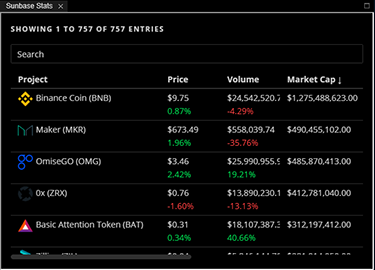 Sunbase Stats
SHOWING 1 TO 757 OF 757 ENTRIES
Search
Project Price Volume Market Cap ↓
Binance Coin (BNB) $9.75 $24,542,520.7 $1,275,488,623.00
0.87% -4.29%
Maker (MKR) $673.49 $558,039.74 $490,455,102.00
1.96% -35.76%
OmiseGO (OMG) $3.46 $25,990,955.9 $485,870,413.00
2.42% 19.21%
0x (ZRX) $0.76 $13,890,230.1 $412,781,040.00
-1.60% -13.13%
Basic Attention Token (BAT) $0.31 $18,107,387.3 $312,197,412.00
0.34% 40.66%